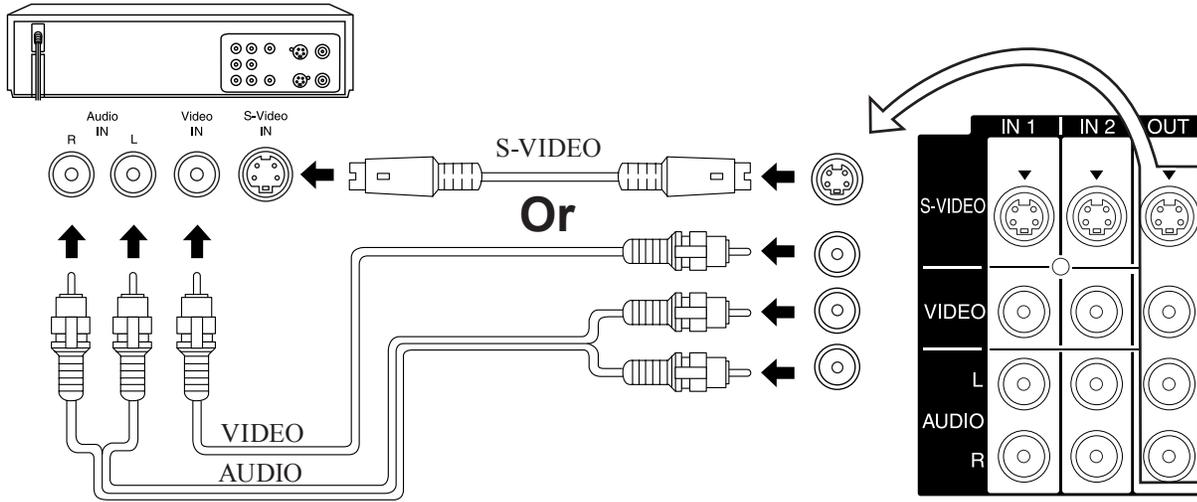 Audio
IN
R L
Video
IN
S-Video
IN
S-VIDEO
Or
VIDEO
AUDIO
IN 1 IN 2 OUT
S-VIDEO
VIDEO
L
AUDIO
R